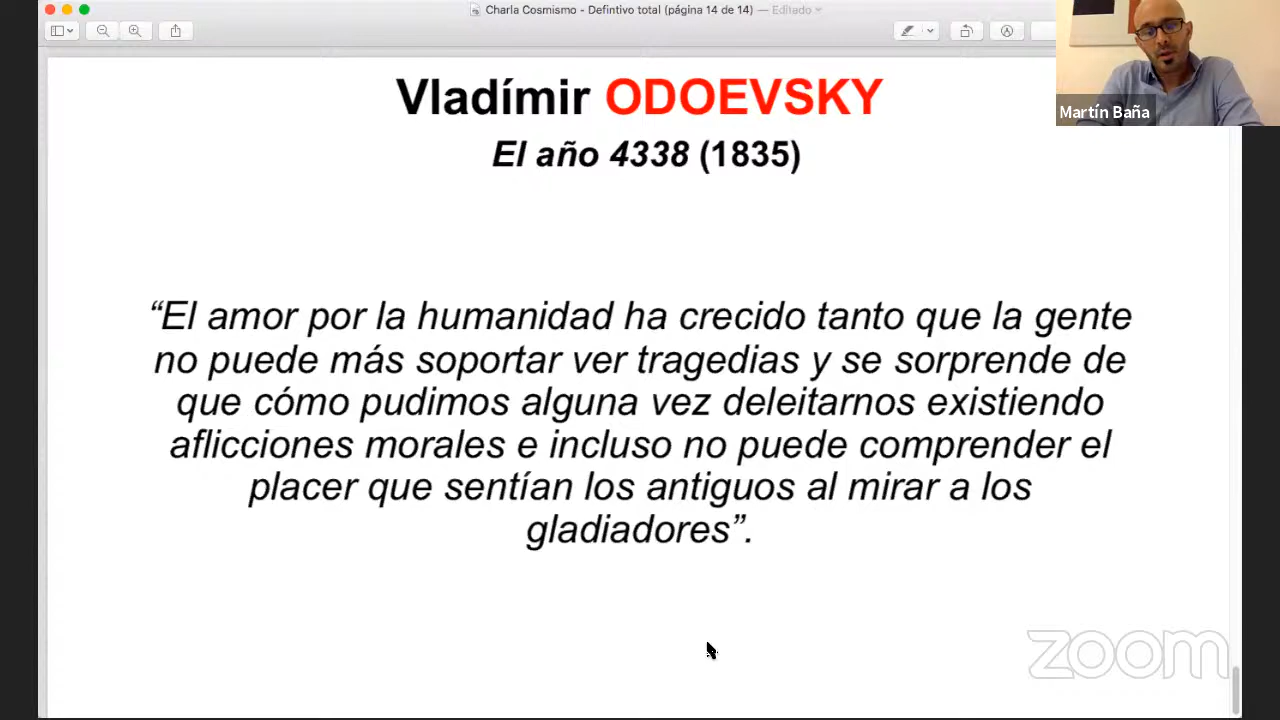 Charla Cosmismo - Defintivo total (página 14 de 14) — Editado
Vladímir ODOEVSKY
El año 4338 (1835)
Martín Baña
“El amor por la humanidad ha crecido tanto que la gente
no puede más soportar ver tragedias y se sorprende de
que cómo pudimos alguna vez deleitarnos existiendo
aflicciones morales e incluso no puede comprender el
placer que sentían los antiguos al mirar a los
gladiadores”.
zoom